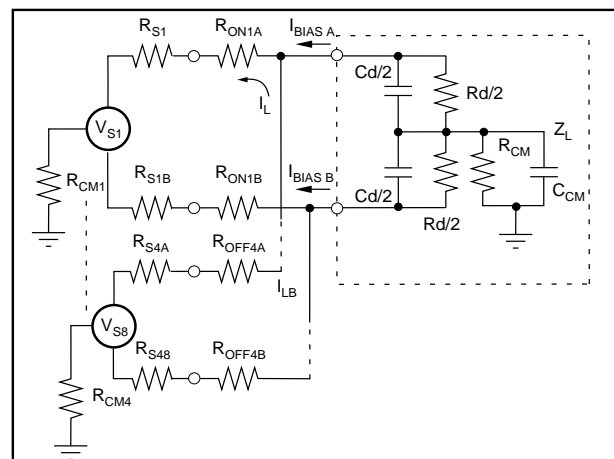 RS1
RON1A
IBIAS A
Cd/2
Rd/2
IL
VS1
ZL
RCM
IBIAS B
RCM1
RS1B
RON1B
Cd/2
CCM
Rd/2
RS4A
ROFF4A
ILB
VS8
RS48
ROFF4B
RCM4